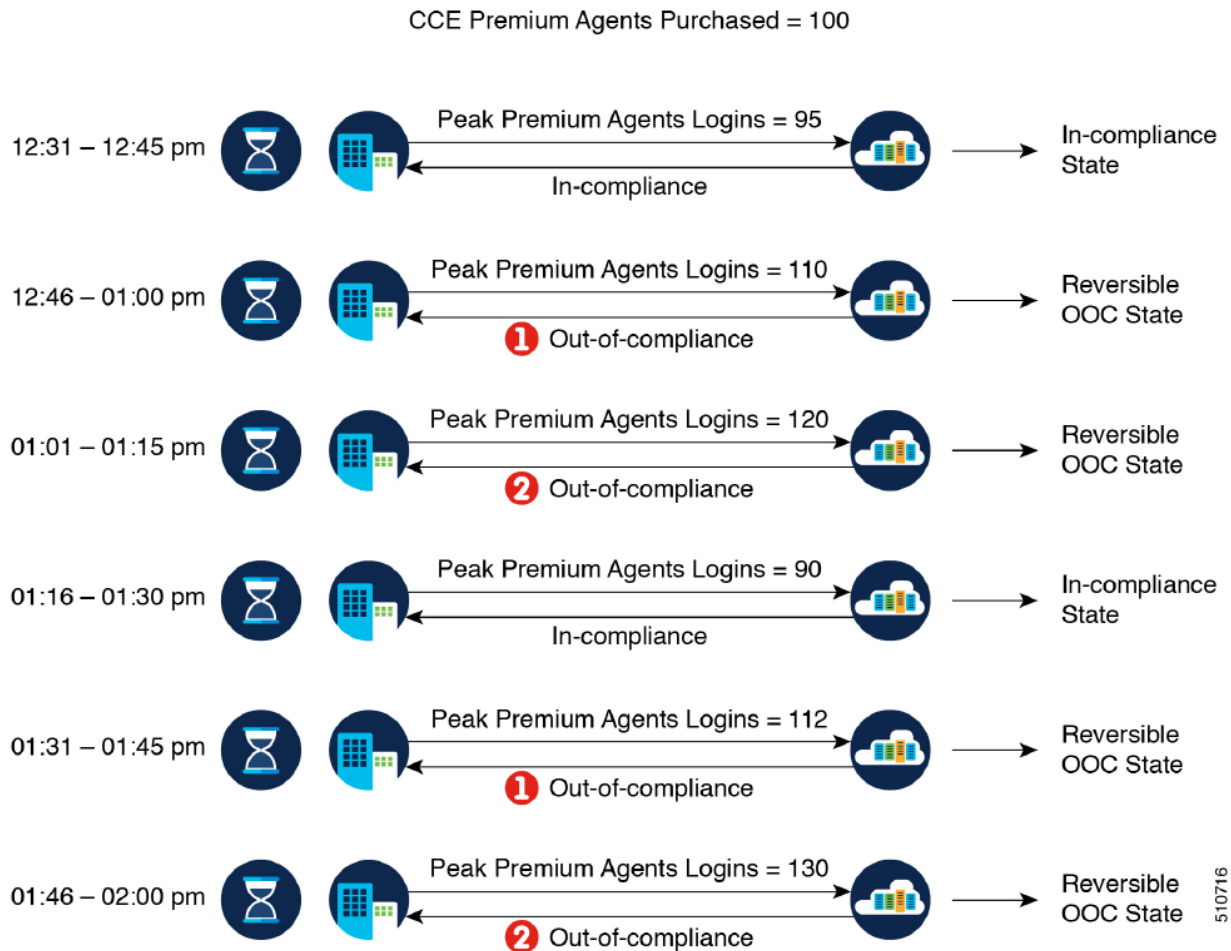 CCE Premium Agents Purchased = 100
12:31 – 12:45 pm
Peak Premium Agents Logins = 95
In-compliance
In-compliance
State
12:46 – 01:00 pm
Peak Premium Agents Logins = 110
1 Out-of-compliance
Reversible
OOC State
01:01 – 01:15 pm
Peak Premium Agents Logins = 120
2 Out-of-compliance
Reversible
OOC State
01:16 – 01:30 pm
Peak Premium Agents Logins = 90
In-compliance
In-compliance
State
01:31 – 01:45 pm
Peak Premium Agents Logins = 112
1 Out-of-compliance
Reversible
OOC State
01:46 – 02:00 pm
Peak Premium Agents Logins = 130
2 Out-of-compliance
Reversible
OOC State
510716